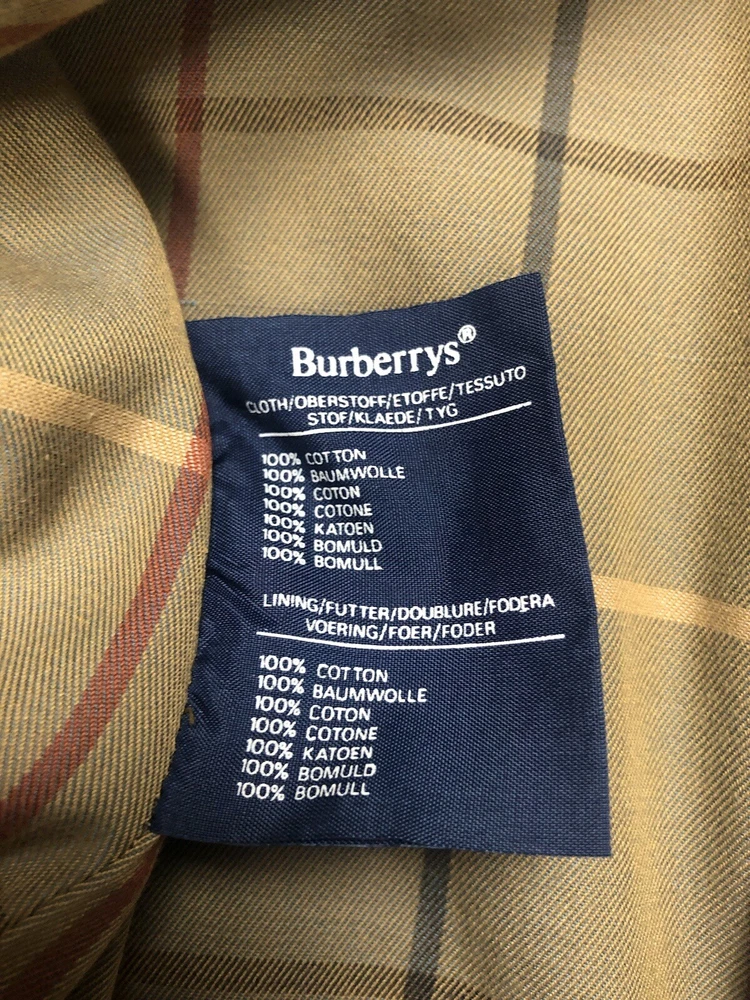 Burberrys®
CLOTH/OBERSTOFF/ETOFFE/TESSUTO
STOF/KLAEDE/TYG
100% COTTON
100% BAUMWOLLE
100% COTON
100% COTONE
100% KATOEN
100% BOMULD
100% BOMULL
LINING/FUTTER/DOUBLURE/FODERA
VOERING/FOER/FODER
100% COTTON
100% BAUMWOLLE
100% COTON
100% COTONE
100% KATOEN
100% BOMULD
100% BOMULL